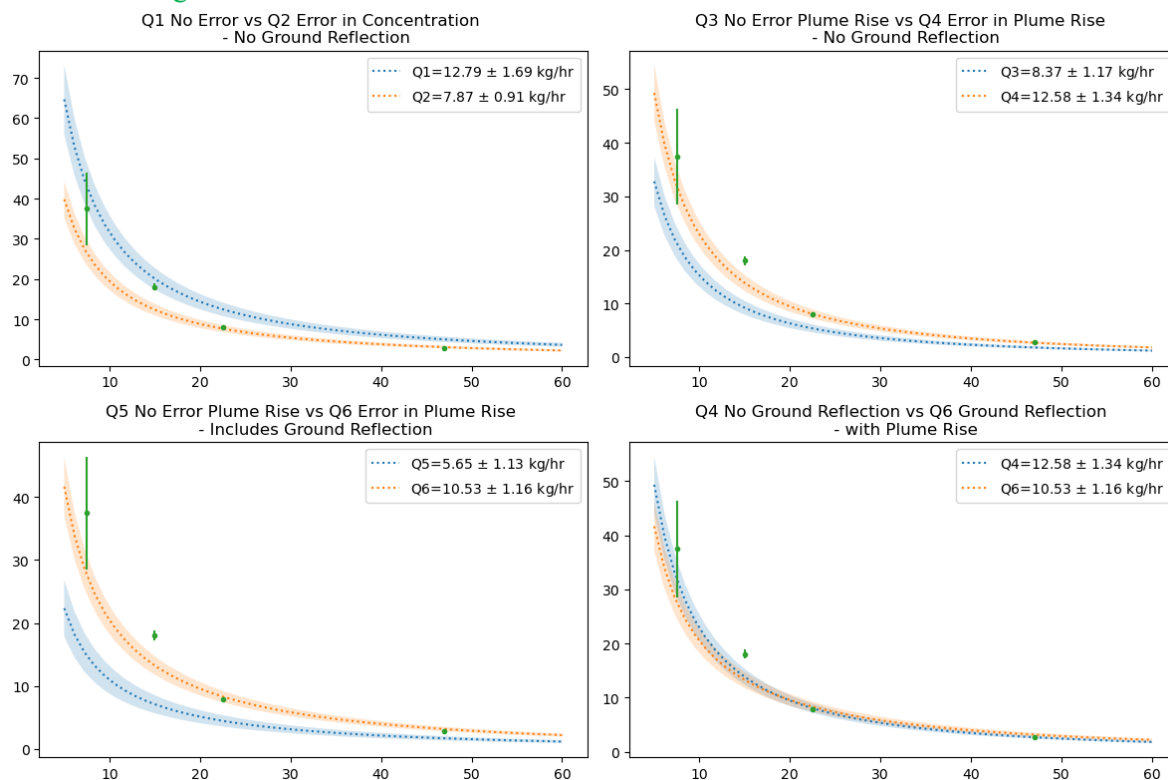 Q1 No Error vs Q2 Error in Concentration
- No Ground Reflection
Q1=12.79 ± 1.69 kg/hr
Q2=7.87 ± 0.91 kg/hr
70
60
50
40
30
20
10
0
10 20 30 40 50 60
Q3 No Error Plume Rise vs Q4 Error in Plume Rise
- No Ground Reflection
Q3=8.37 ± 1.17 kg/hr
Q4=12.58 ± 1.34 kg/hr
50
40
30
20
10
0
10 20 30 40 50 60
Q5 No Error Plume Rise vs Q6 Error in Plume Rise
- Includes Ground Reflection
Q5=5.65 ± 1.13 kg/hr
Q6=10.53 ± 1.16 kg/hr
40
30
20
10
0
10 20 30 40 50 60
Q4 No Ground Reflection vs Q6 Ground Reflection
- with Plume Rise
Q4=12.58 ± 1.34 kg/hr
Q6=10.53 ± 1.16 kg/hr
50
40
30
20
10
0
10 20 30 40 50 60